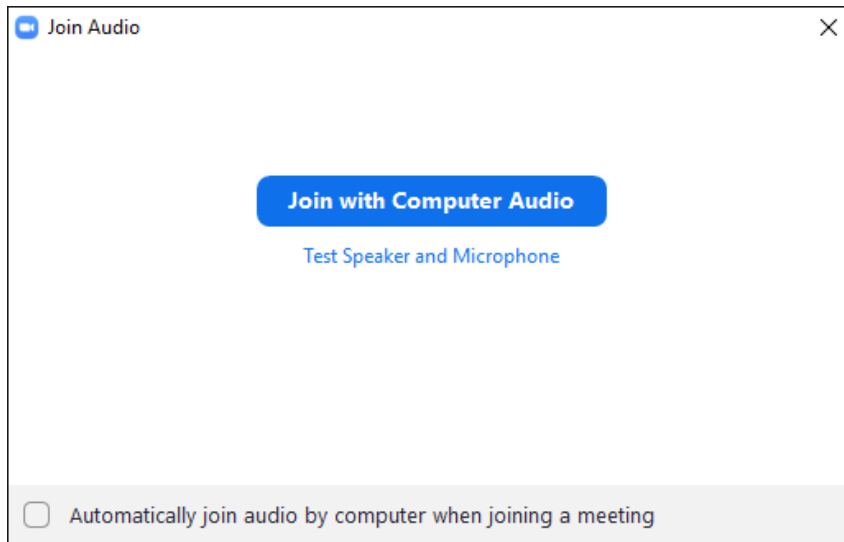 Join Audio
Join with Computer Audio
Test Speaker and Microphone
Automatically join audio by computer when joining a meeting